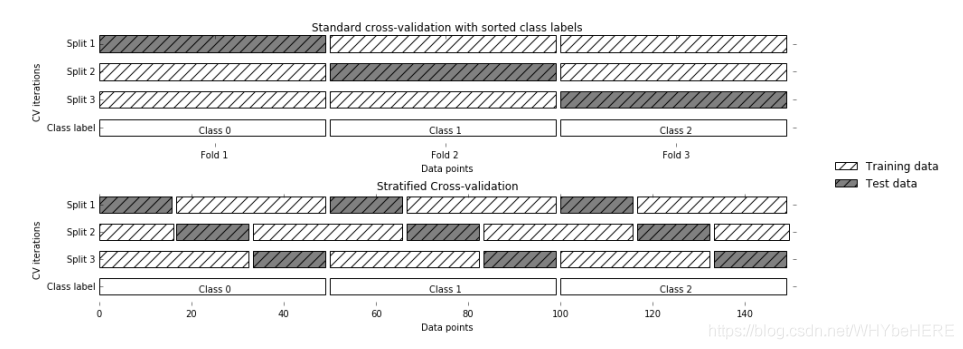 Standard cross-validation with sorted class labels
Split 1
Split 2
Split 3
Class label
CV iterations
Class 0 Class 1 Class 2
Fold 1 Fold 2 Fold 3
Data points
Training data
Test data
Stratified Cross-validation
Split 1
Split 2
Split 3
Class label
CV iterations
Class 0 Class 1 Class 2
0 20 40 60 80 100 120 140
Data points
https://blog.csdn.net/WHYbeHERE